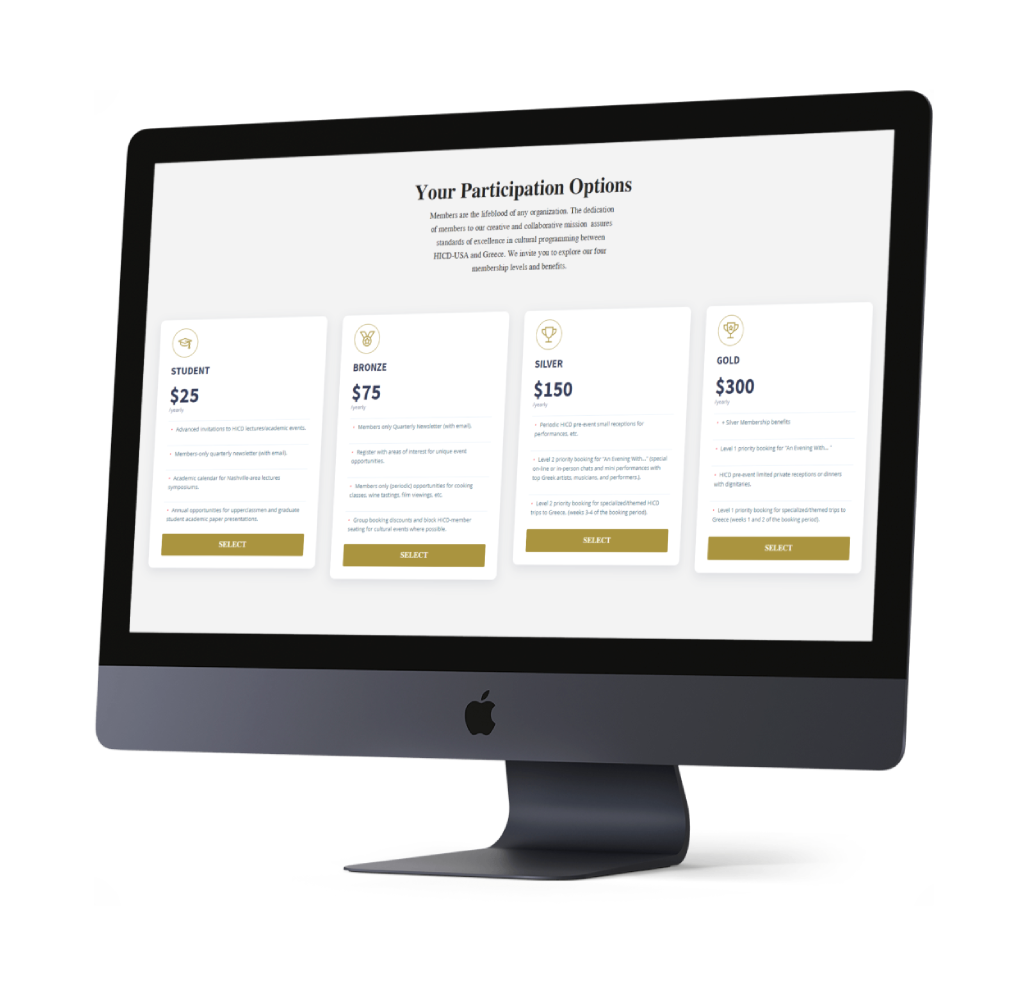 Your Participation Options
Members are the lifeblood of any organization. The dedication
of members to our creative and collaborative mission assures
standards of excellence in cultural programming between
HICD-USA and Greece. We invite you to explore our four
membership levels and benefits.
STUDENT
$25
/yearly
• Advanced invitations to HICD lectures/academic events.
• Members-only quarterly newsletter (with email).
• Academic calendar for Nashville-area lectures
symposiums.
• Annual opportunities for upperclassmen and graduate
student academic paper presentations.
SELECT
BRONZE
$75
/yearly
• Members only Quarterly Newsletter (with email).
• Register with areas of interest for unique event
opportunities.
• Members only (periodic) opportunities for cooking
classes, wine tastings, film viewings, etc.
• Group booking discounts and block HICD-member
seating for cultural events where possible.
SELECT
SILVER
$150
/yearly
• Periodic HICD pre-event small receptions for
performances, etc.
• Level 2 priority booking for "An Evening With..." (special
on-line or in-person chats and mini performances with
top Greek artists, musicians, and performers.).
• Level 2 priority booking for specialized/themed HICD
trips to Greece. (weeks 3-4 of the booking period).
SELECT
GOLD
$300
/yearly
• + Silver Membership benefits
• Level 1 priority booking for "An Evening With... "
• HICD pre-event limited private receptions or dinners
with dignitaries.
• Level 1 priority booking for specialized/themed trips to
Greece (weeks 1 and 2 of the booking period).
SELECT